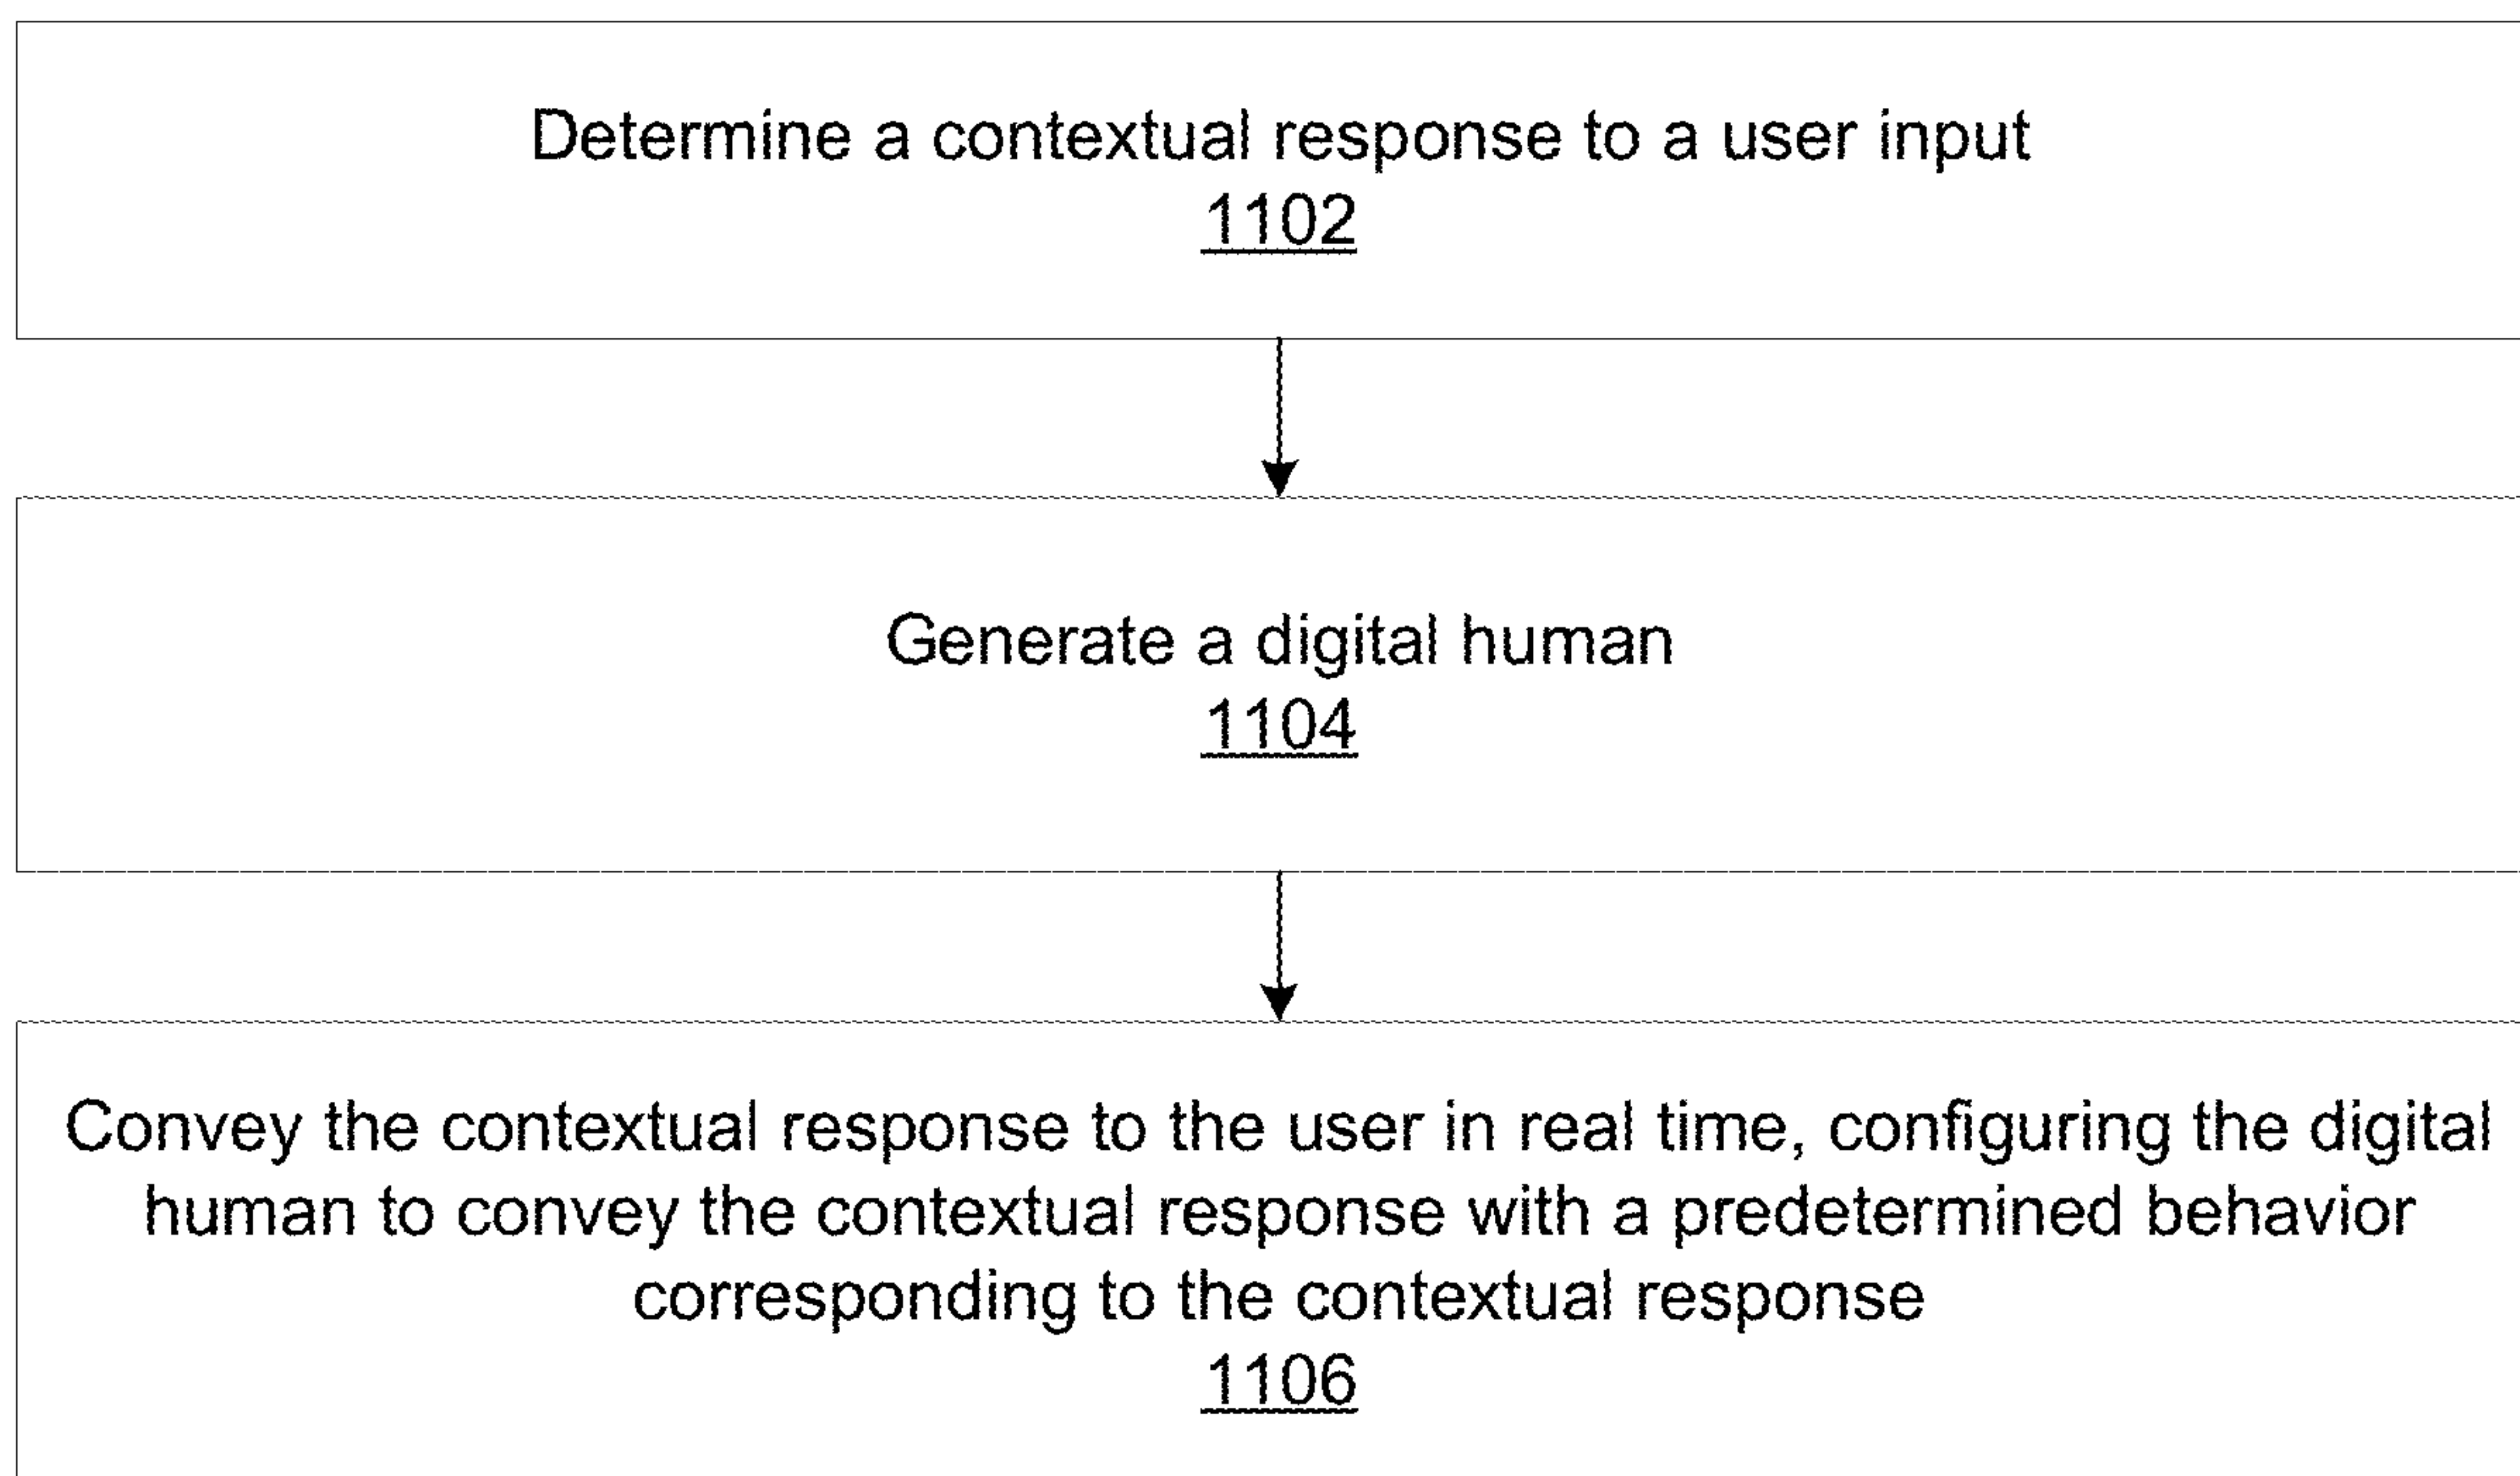 Determine a contextual response to a user input
1102
Generate a digital human
1104
Convey the contextual response to the user in real time, configuring the digital
human to convey the contextual response with a predetermined behavior
corresponding to the contextual response
1106